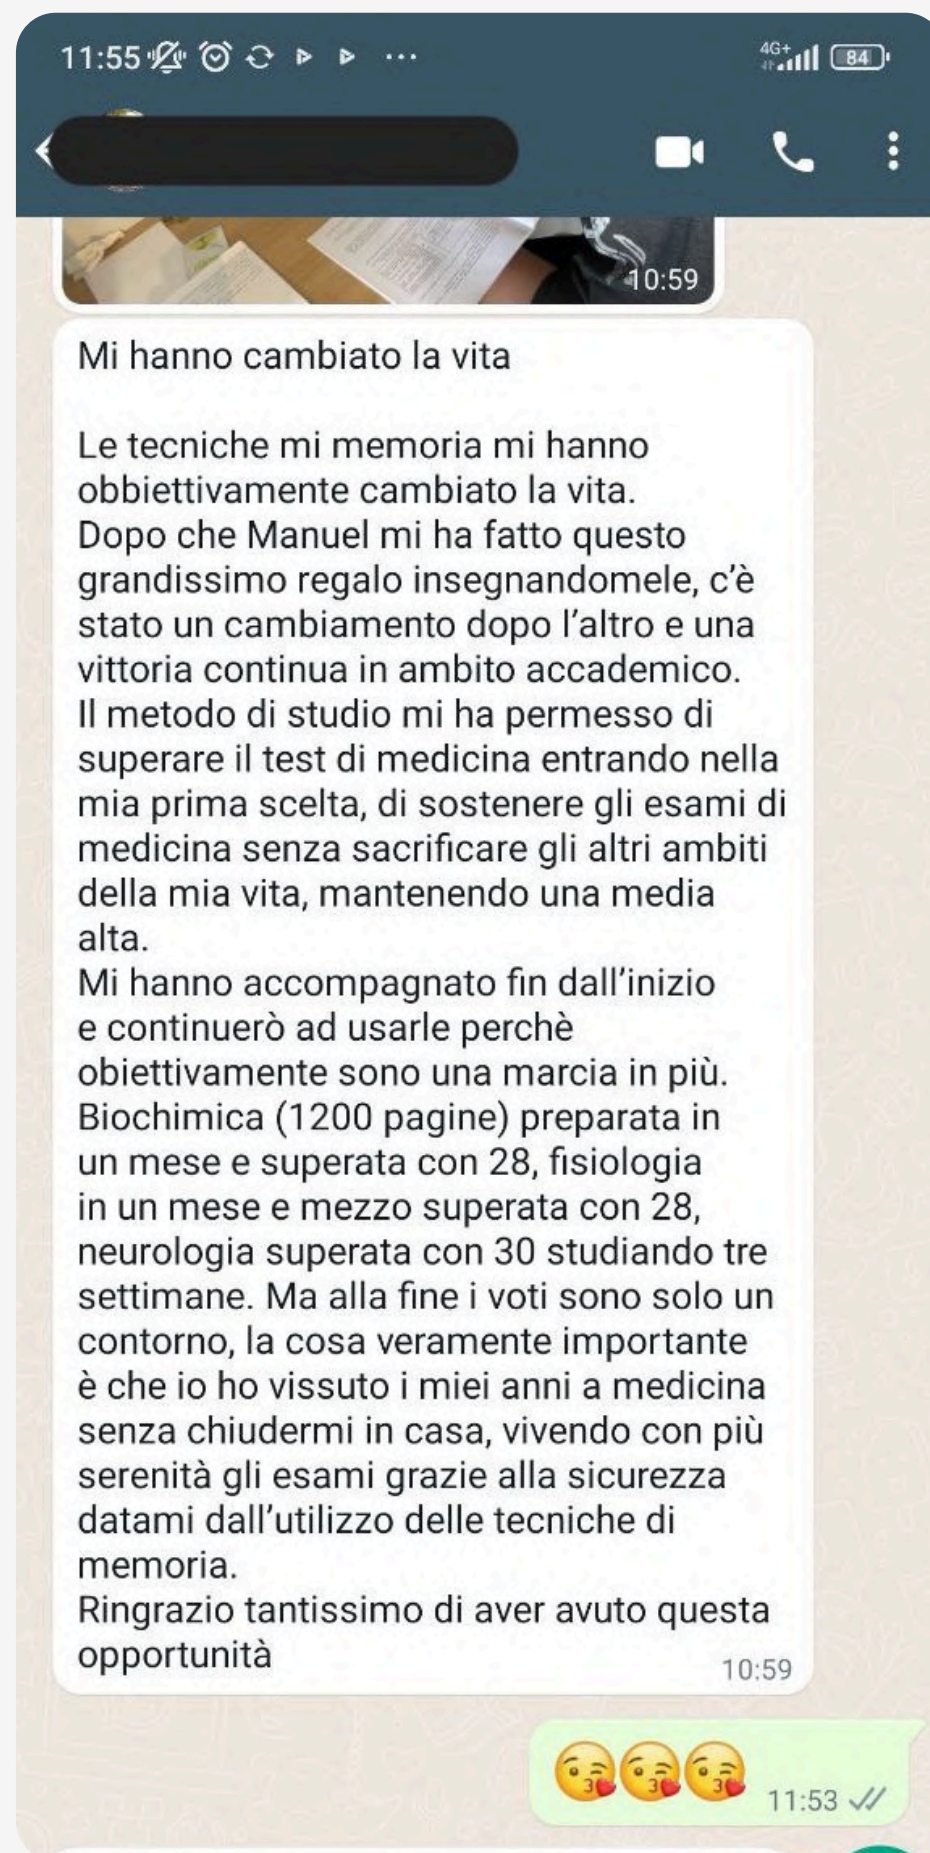 11:55
4G+
84
10:59
Mi hanno cambiato la vita
Le tecniche mi memoria mi hanno
obbiettivamente cambiato la vita.
Dopo che Manuel mi ha fatto questo
grandissimo regalo insegnandomele, c'è
stato un cambiamento dopo l'altro e una
vittoria continua in ambito accademico.
Il metodo di studio mi ha permesso di
superare il test di medicina entrando nella
mia prima scelta, di sostenere gli esami di
medicina senza sacrificare gli altri ambiti
della mia vita, mantenendo una media
alta.
Mi hanno accompagnato fin dall'inizio
e continuerò ad usarle perchè
obiettivamente sono una marcia in più.
Biochimica (1200 pagine) preparata in
un mese e superata con 28, fisiologia
in un mese e mezzo superata con 28,
neurologia superata con 30 studiando tre
settimane. Ma alla fine i voti sono solo un
contorno, la cosa veramente importante
è che io ho vissuto i miei anni a medicina
senza chiudermi in casa, vivendo con più
serenità gli esami grazie alla sicurezza
datami dall'utilizzo delle tecniche di
memoria.
Ringrazio tantissimo di aver avuto questa
opportunità
10:59
😘😘😘
11:53